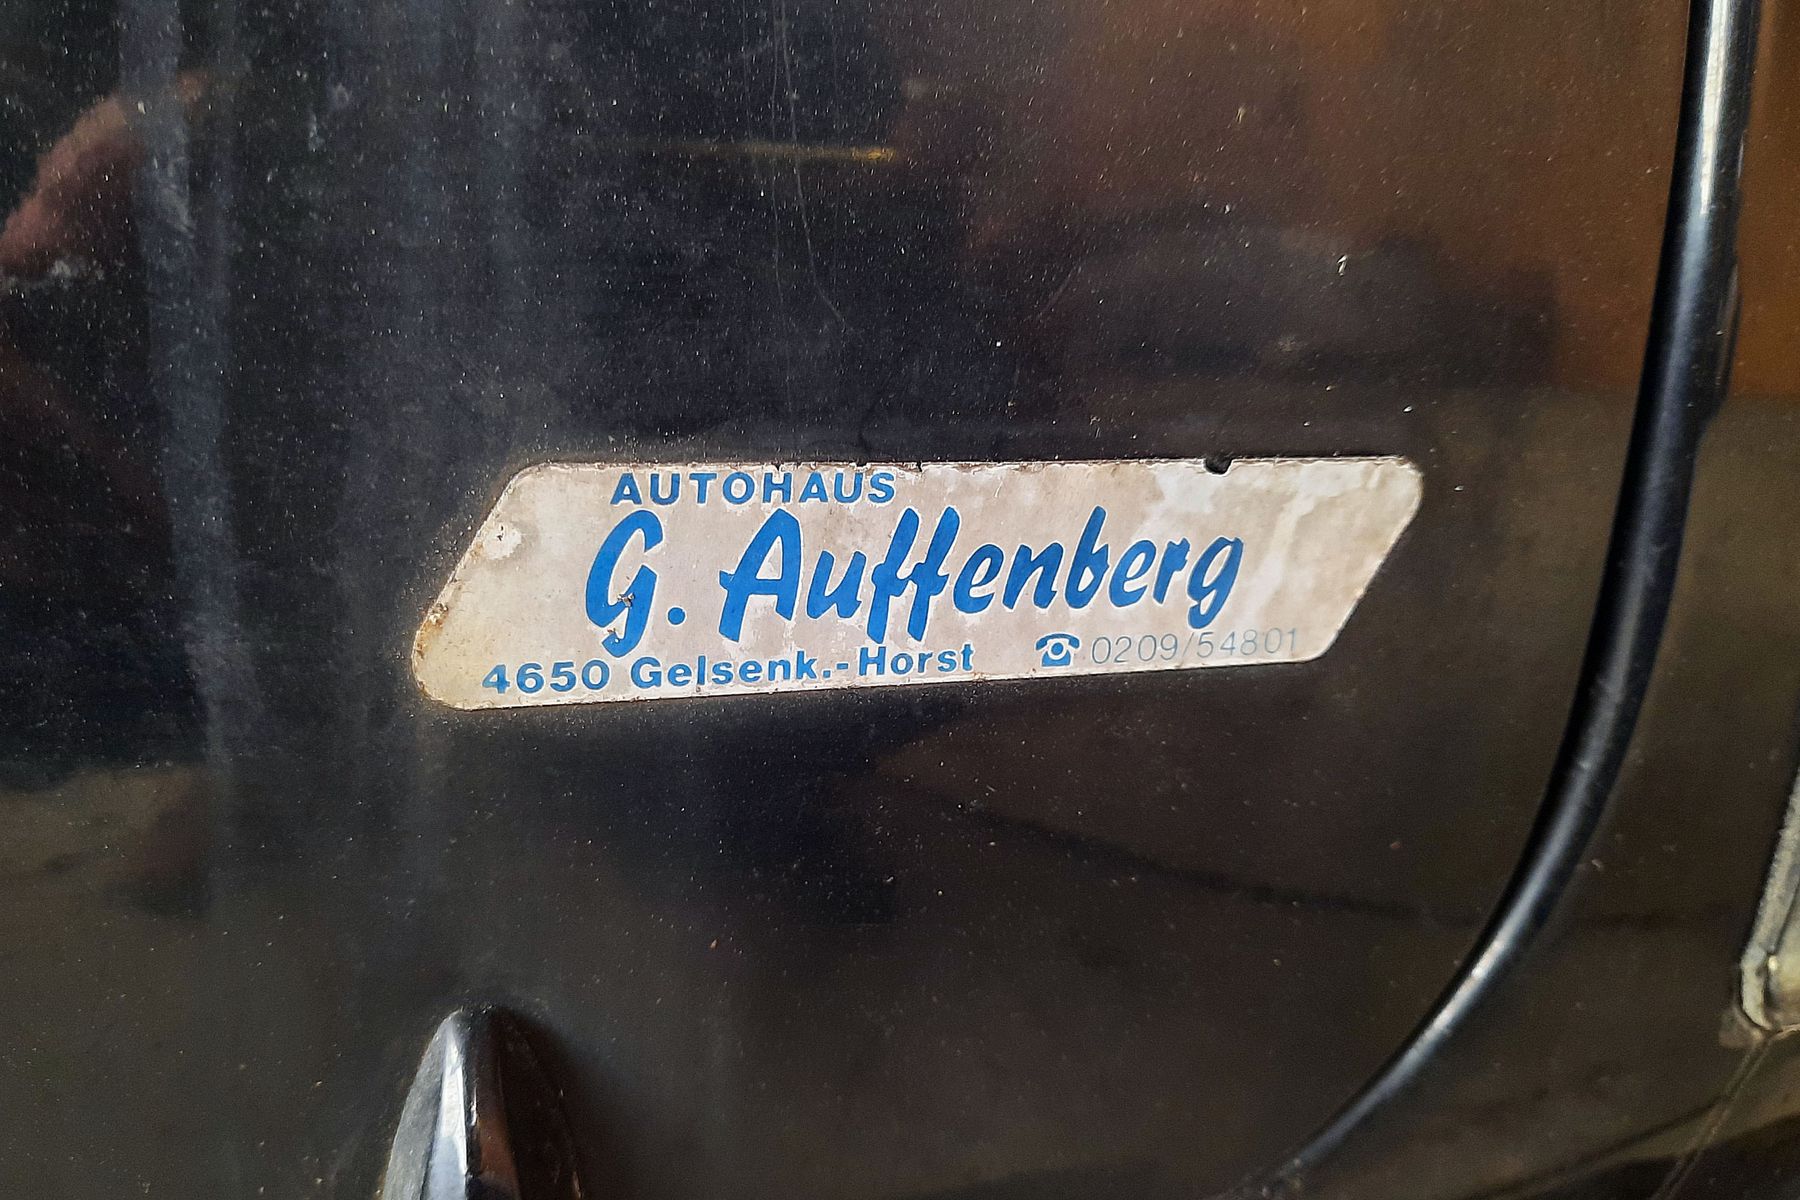 AUTOHAUS
G. Auffenberg
4650 Gelsenk.-Horst ☎ 0209/54801